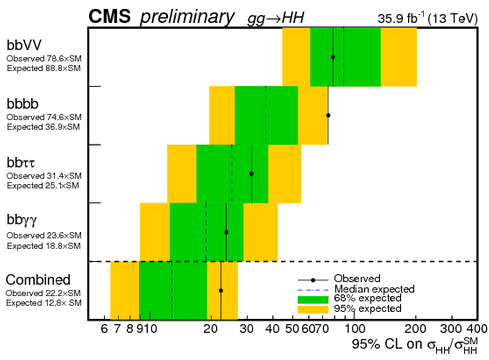 CMS preliminary gg→HH 35.9 fb⁻¹ (13 TeV)
bbVV
Observed 78.6×SM
Expected 88.8×SM
bbbb
Observed 74.6×SM
Expected 36.9×SM
bbττ
Observed 31.4×SM
Expected 25.1×SM
bbγγ
Observed 23.6×SM
Expected 18.8×SM
Combined
Observed 22.2×SM
Expected 12.8×SM
Observed
Median expected
68% expected
95% expected
6 7 8 910 20 30 40 50 6070 100 200 300 400
95% CL on σHH/σSMHH